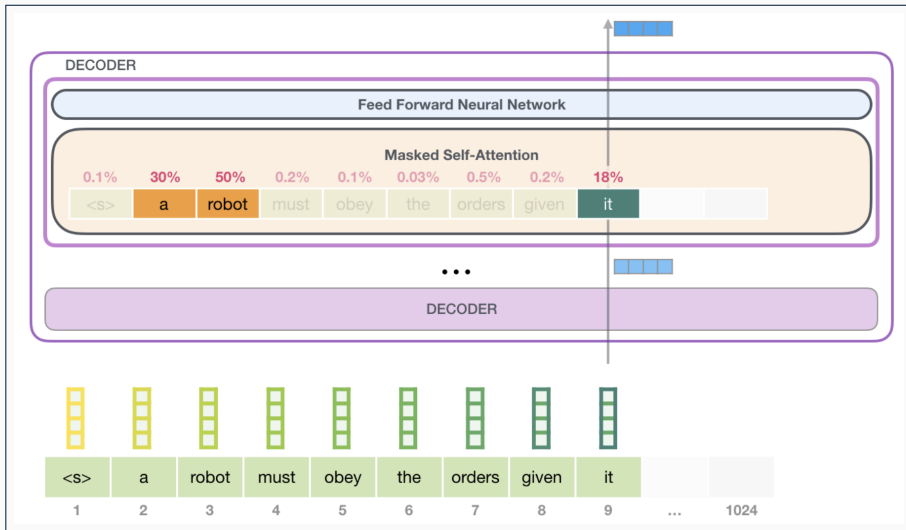 DECODER
Feed Forward Neural Network
Masked Self-Attention
0.1% 30% 50% 0.2% 0.1% 0.03% 0.5% 0.2% 18%
<s> a robot must obey the orders given it
...
DECODER
<s> a robot must obey the orders given it
1 2 3 4 5 6 7 8 9 ... 1024